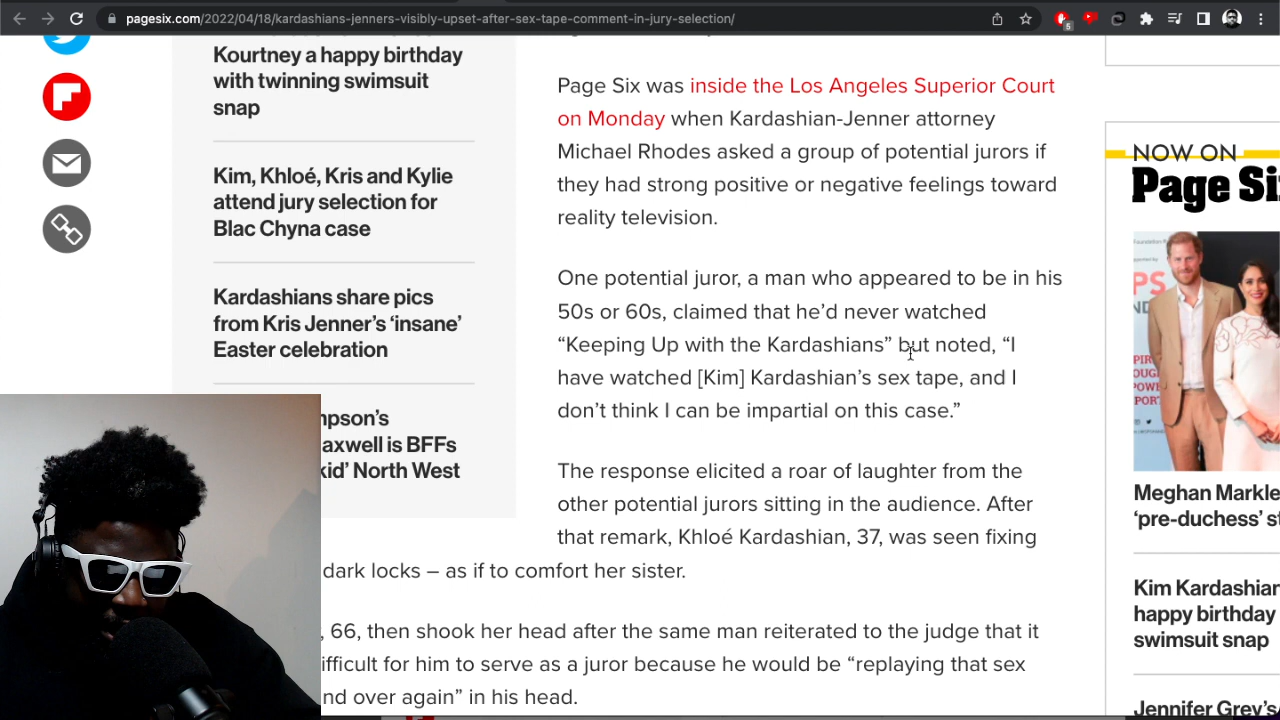 pagesix.com/2022/04/18/kardashians-jenners-visibly-upset-after-sex-tape-comment-in-jury-selection/
5
Kourtney a happy birthday
with twinning swimsuit
snap
Kim, Khloé, Kris and Kylie
attend jury selection for
Blac Chyna case
Kardashians share pics
from Kris Jenner’s ‘insane’
Easter celebration
mpson’s
axwell is BFFs
kid’ North West
Page Six was inside the Los Angeles Superior Court
on Monday when Kardashian-Jenner attorney
Michael Rhodes asked a group of potential jurors if
they had strong positive or negative feelings toward
reality television.
One potential juror, a man who appeared to be in his
50s or 60s, claimed that he’d never watched
“Keeping Up with the Kardashians” but noted, “I
have watched [Kim] Kardashian’s sex tape, and I
don’t think I can be impartial on this case.”
The response elicited a roar of laughter from the
other potential jurors sitting in the audience. After
that remark, Khloé Kardashian, 37, was seen fixing
dark locks – as if to comfort her sister.
, 66, then shook her head after the same man reiterated to the judge that it
ifficult for him to serve as a juror because he would be “replaying that sex
nd over again” in his head.
NOW ON
Page Si
Meghan Markle
‘pre-duchess’ s
Kim Kardashian
happy birthday
swimsuit snap
Jennifer Grey’s